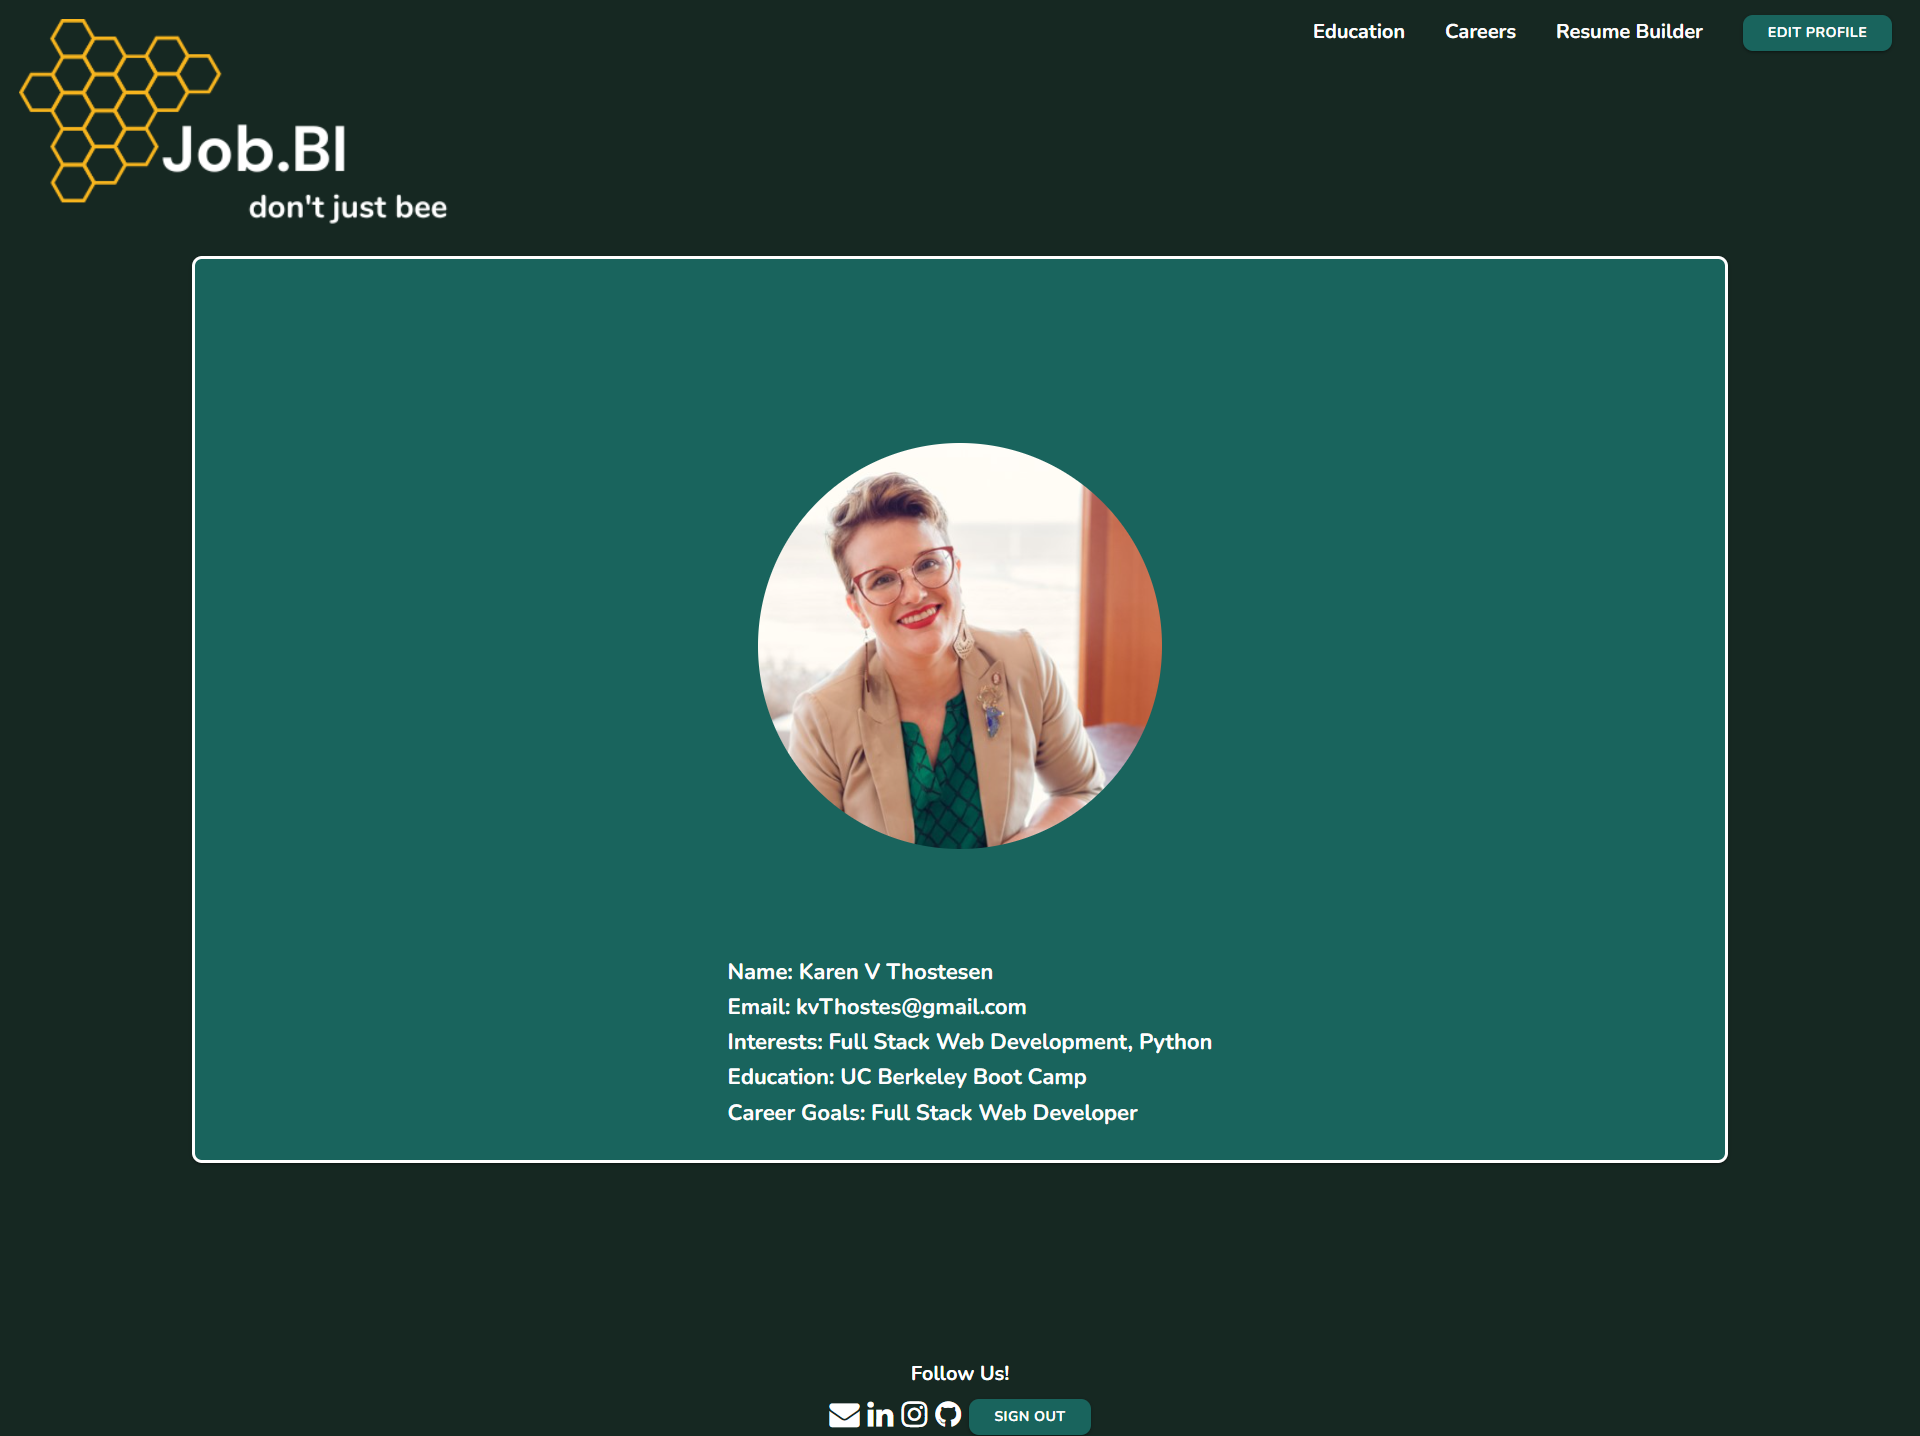 Education Careers Resume Builder EDIT PROFILE
Job.BI
don't just bee
Name: Karen V Thostesen
Email: kvThostes@gmail.com
Interests: Full Stack Web Development, Python
Education: UC Berkeley Boot Camp
Career Goals: Full Stack Web Developer
Follow Us!
in SIGN OUT